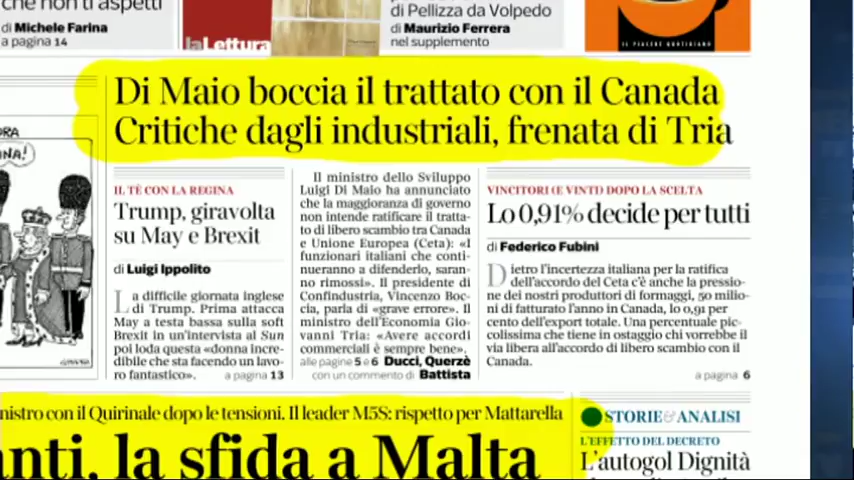 che non ti aspetti
di Michele Farina
a pagina 14
laLettura
di Pellizza da Volpedo
di Maurizio Ferrera
nel supplemento
IL PIACERE QUOTIDIANO
Di Maio boccia il trattato con il Canada
Critiche dagli industriali, frenata di Tria
IL TÈ CON LA REGINA
Trump, giravolta
su May e Brexit
di Luigi Ippolito
La difficile giornata inglese
di Trump. Prima attacca
May a testa bassa sulla soft
Brexit in un'intervista al Sun
poi loda questa «donna incre-
dibile che sta facendo un lavo-
ro fantastico».
a pagina 13
Il ministro dello Sviluppo
Luigi Di Maio ha annunciato
che la maggioranza di governo
non intende ratificare il tratta-
to di libero scambio tra Canada
e Unione Europea (Ceta): «I
funzionari italiani che conti-
nueranno a difenderlo, saran-
no rimossi». Il presidente di
Confindustria, Vincenzo Boc-
cia, parla di «grave errore». Il
ministro dell'Economia Gio-
vanni Tria: «Avere accordi
commerciali è sempre bene».
alle pagine 5 e 6 Ducci, Querzè
con un commento di Battista
VINCITORI (E VINTI) DOPO LA SCELTA
Lo 0,91% decide per tutti
di Federico Fubini
Dietro l'incertezza italiana per la ratifica
dell'accordo del Ceta c'è anche la pressio-
ne dei nostri produttori di formaggi, 50 milio-
ni di fatturato l'anno in Canada, lo 0,91 per
cento dell'export totale. Una percentuale pic-
colissima che tiene in ostaggio chi vorrebbe il
via libera all'accordo di libero scambio con il
Canada.
a pagina 6
nistro con il Quirinale dopo le tensioni. Il leader M5S: rispetto per Mattarella
anti, la sfida a Malta
STORIE & ANALISI
L'EFFETTO DEL DECRETO
L'autogol Dignità